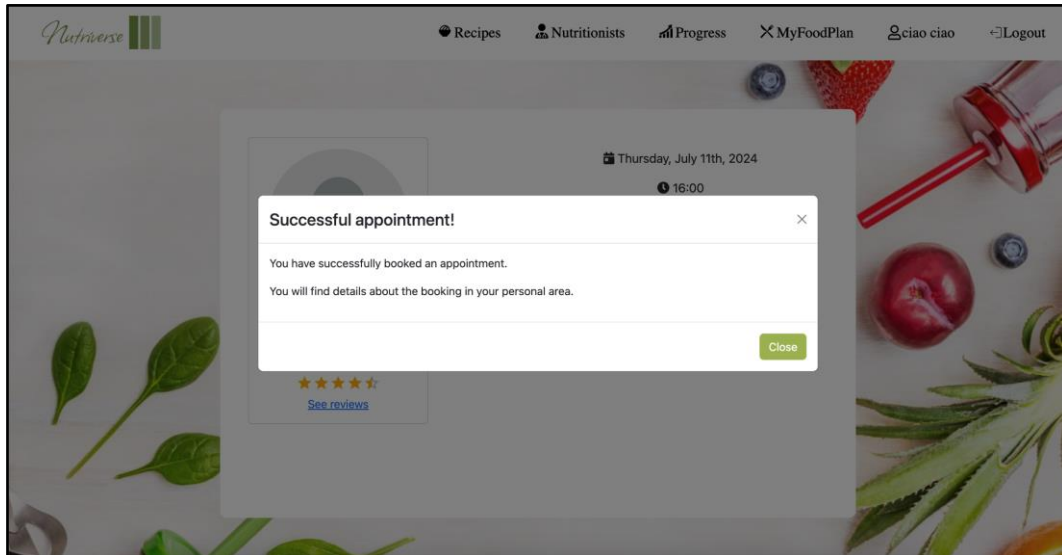 Nutriverse
Recipes Nutritionists Progress MyFoodPlan ciao ciao Logout
Thursday, July 11th, 2024
16:00
Successful appointment!
You have successfully booked an appointment.
You will find details about the booking in your personal area.
Close
See reviews